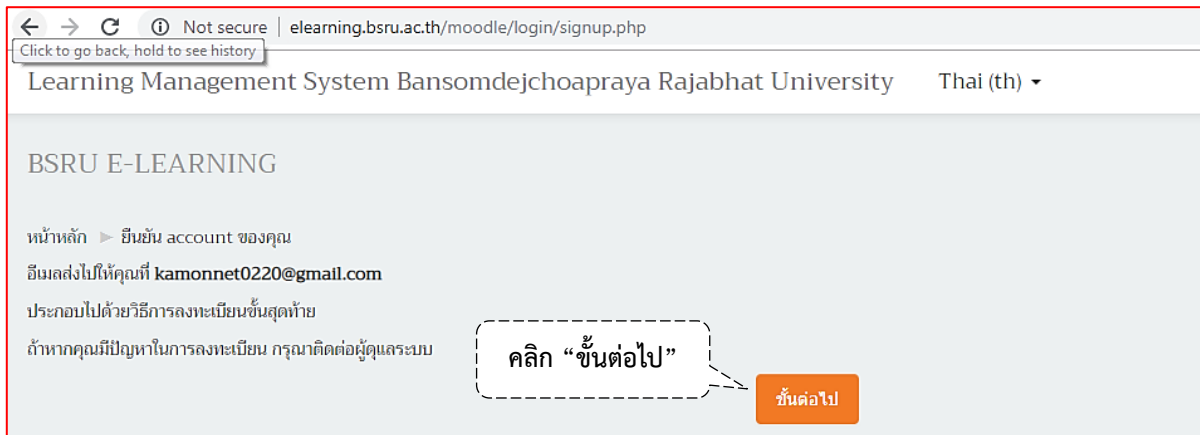 Not secure | elearning.bsru.ac.th/moodle/login/signup.php
Click to go back, hold to see history
Learning Management System Bansomdejchoapraya Rajabhat University Thai (th)
BSRU E-LEARNING
หน้าหลัก ► ยืนยัน account ของคุณ
อีเมลส่งไปให้คุณที่ kamonnet0220@gmail.com
ประกอบไปด้วยวิธีการลงทะเบียนขั้นสุดท้าย
ถ้าหากคุณมีปัญหาในการลงทะเบียน กรุณาติดต่อผู้ดูแลระบบ
คลิก “ขั้นต่อไป”
ขั้นต่อไป